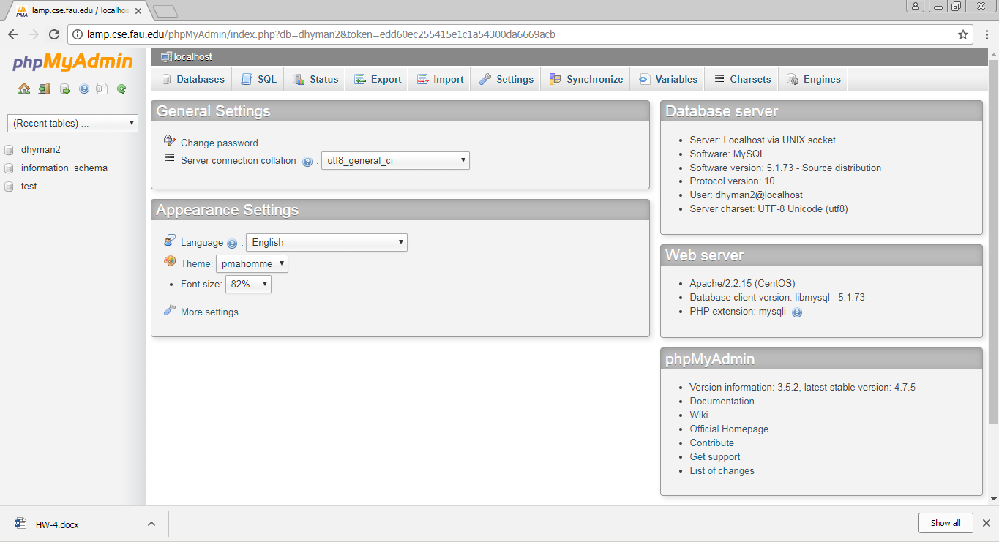 lamp.cse.fau.edu / localhos
lamp.cse.fau.edu/phpMyAdmin/index.php?db=dhyman2&token=edd60ec255415e1c1a54300da6669acb
phpMyAdmin
(Recent tables) ...
dhyman2
information_schema
test
localhost
Databases SQL Status Export Import Settings Synchronize Variables Charsets Engines
General Settings
Change password
Server connection collation : utf8_general_ci
Appearance Settings
Language : English
Theme: pmahomme
• Font size: 82%
More settings
Database server
• Server: Localhost via UNIX socket
• Software: MySQL
• Software version: 5.1.73 - Source distribution
• Protocol version: 10
• User: dhyman2@localhost
• Server charset: UTF-8 Unicode (utf8)
Web server
• Apache/2.2.15 (CentOS)
• Database client version: libmysql - 5.1.73
• PHP extension: mysqli
phpMyAdmin
• Version information: 3.5.2, latest stable version: 4.7.5
• Documentation
• Wiki
• Official Homepage
• Contribute
• Get support
• List of changes
HW-4.docx
Show all